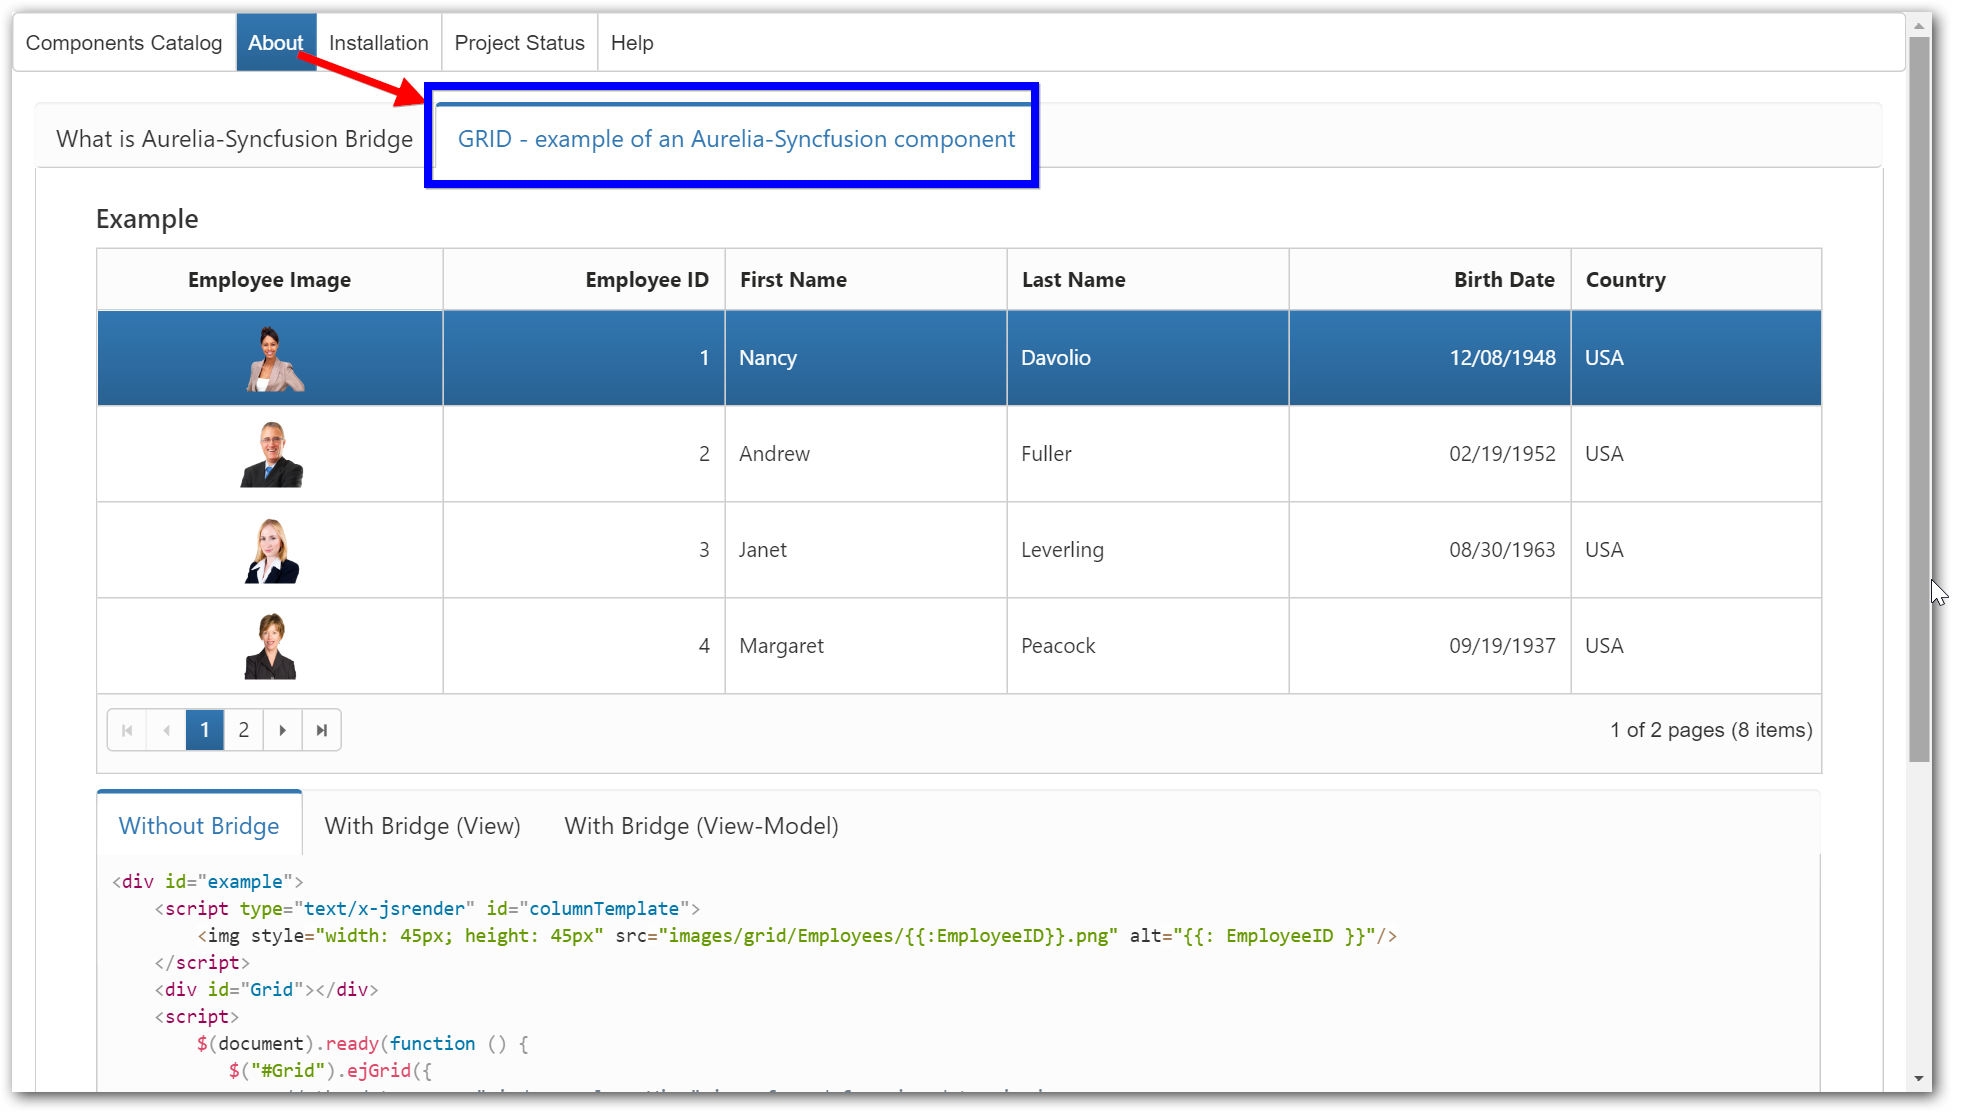 Components Catalog About Installation Project Status Help
What is Aurelia-Syncfusion Bridge GRID - example of an Aurelia-Syncfusion component
Example
Employee Image Employee ID First Name Last Name Birth Date Country
1 Nancy Davolio 12/08/1948 USA
2 Andrew Fuller 02/19/1952 USA
3 Janet Leverling 08/30/1963 USA
4 Margaret Peacock 09/19/1937 USA
1 2 1 of 2 pages (8 items)
Without Bridge With Bridge (View) With Bridge (View-Model)
<div id="example">
<script type="text/x-jsrender" id="columnTemplate">
<img style="width: 45px; height: 45px" src="images/grid/Employees/{{:EmployeeID}}.png" alt="{{: EmployeeID }}"/>
</script>
<div id="Grid"></div>
<script>
$(document).ready(function () {
$("#Grid").ejGrid({